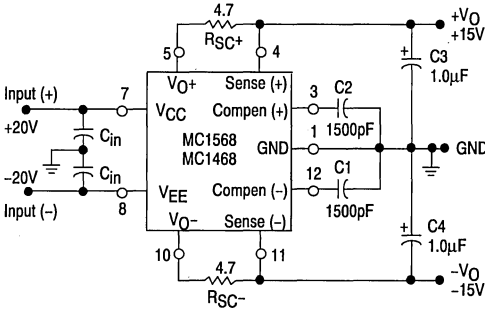 4.7
RSC+
+VO
+15V
5
4
C3
1.0µF
+
VO+
Sense (+)
Input (+)
+20V
7
VCC
Compen (+)
3
C2
1500pF
Cin
MC1568
MC1468
GND
1
GND
Cin
–20V
Input (–)
8
VEE
Compen (–)
12
C1
1500pF
VO–
Sense (–)
+
C4
1.0µF
10
11
4.7
RSC–
–VO
–15V